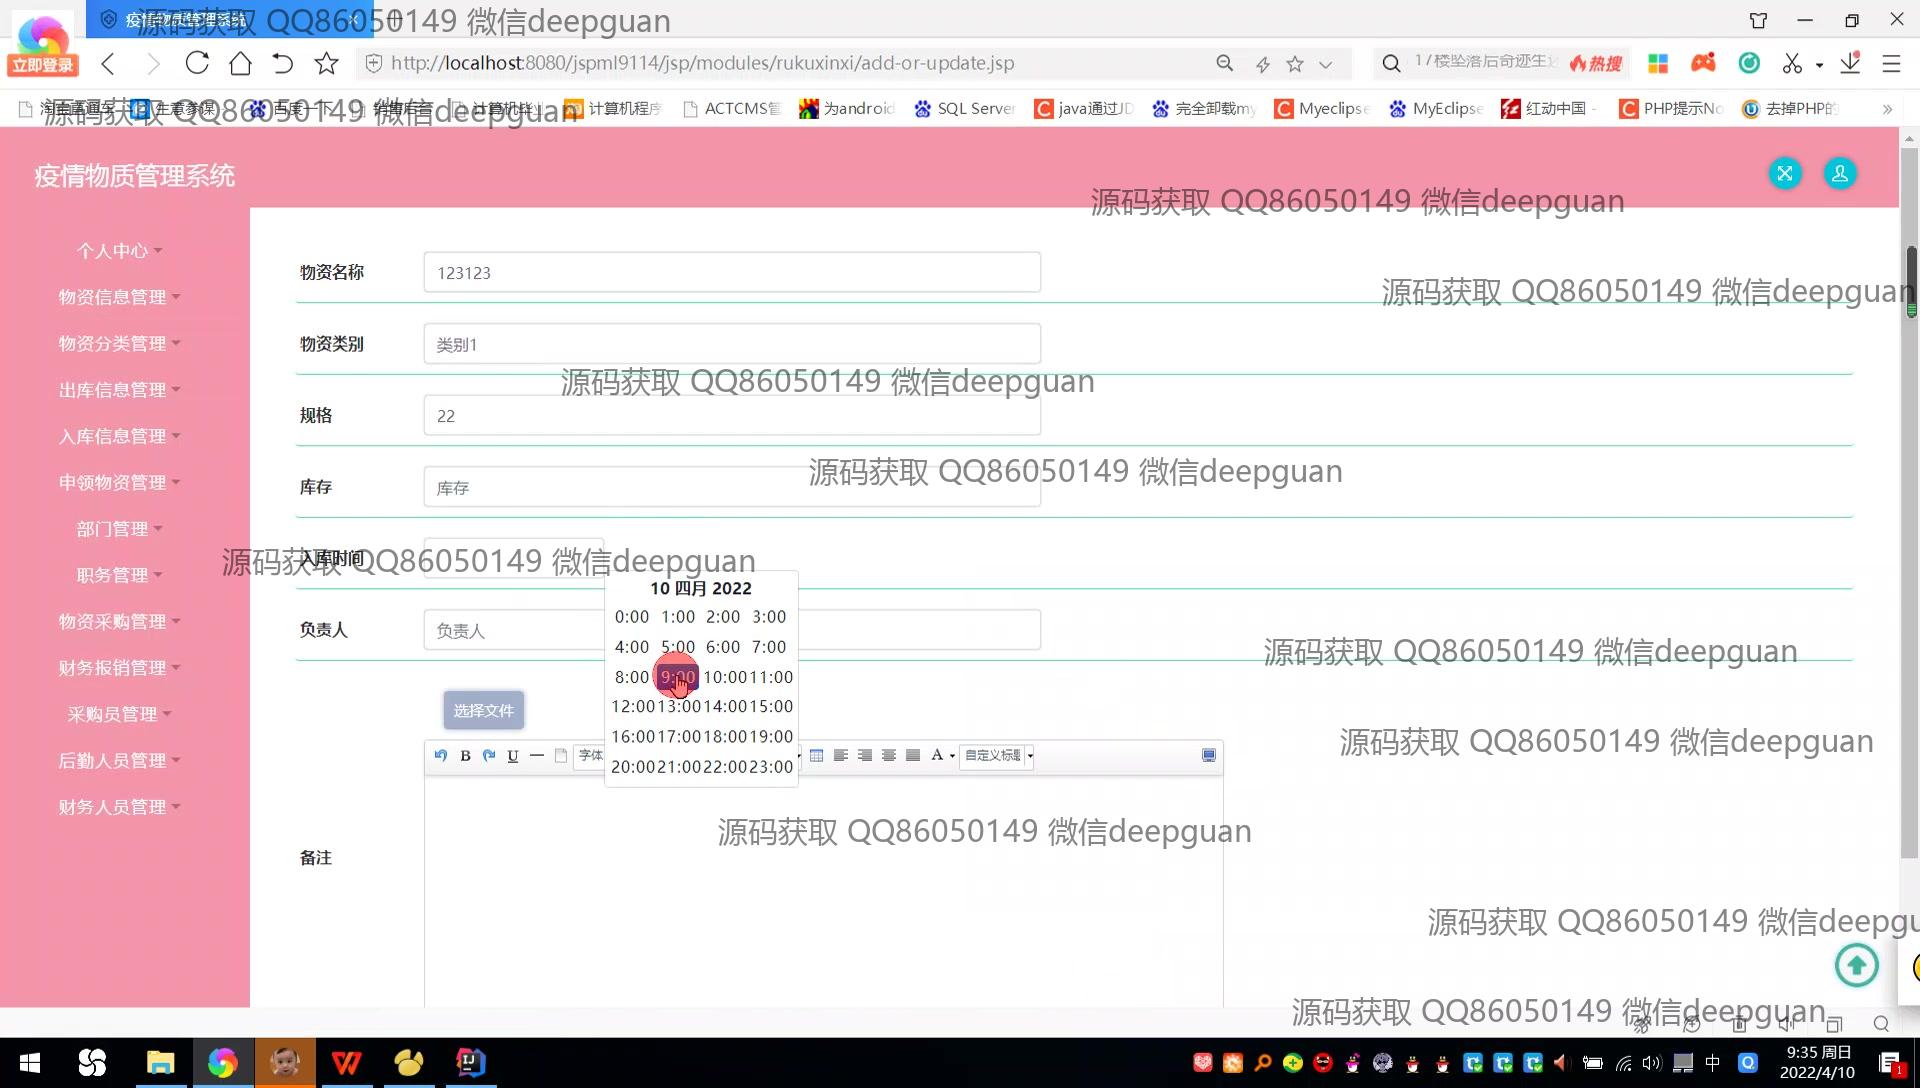 疫情物质管理系统
源码获取 QQ86050149 微信deepguan
立即登录
http://localhost:8080/jspml9114/jsp/modules/rukuxinxi/add-or-update.jsp
17楼坠落后奇迹生还
热搜
源码获取 QQ86050149 微信deepguan
百度一下
计算机程序
ACTCMS管
为android
SQL Server
java通过JD
完全卸载my
Myeclipse
MyEclipse
红动中国 -
PHP提示No
去掉PHP的
疫情物质管理系统
源码获取 QQ86050149 微信deepguan
个人中心
物资信息管理
物资分类管理
出库信息管理
入库信息管理
申领物资管理
部门管理
职务管理
物资采购管理
财务报销管理
采购员管理
后勤人员管理
财务人员管理
物资名称
123123
源码获取 QQ86050149 微信deepguan
物资类别
类别1
源码获取 QQ86050149 微信deepguan
规格
22
源码获取 QQ86050149 微信deepguan
库存
库存
入库时间
源码获取 QQ86050149 微信deepguan
10 四月 2022
0:00 1:00 2:00 3:00
4:00 5:00 6:00 7:00
8:00 9:00 10:00 11:00
12:00 13:00 14:00 15:00
16:00 17:00 18:00 19:00
20:00 21:00 22:00 23:00
负责人
负责人
源码获取 QQ86050149 微信deepguan
选择文件
B U 字体 A 自定义标题
源码获取 QQ86050149 微信deepguan
源码获取 QQ86050149 微信deepguan
备注
源码获取 QQ86050149 微信deepgu
源码获取 QQ86050149 微信deepguan
中
9:35 周日
2022/4/10
1